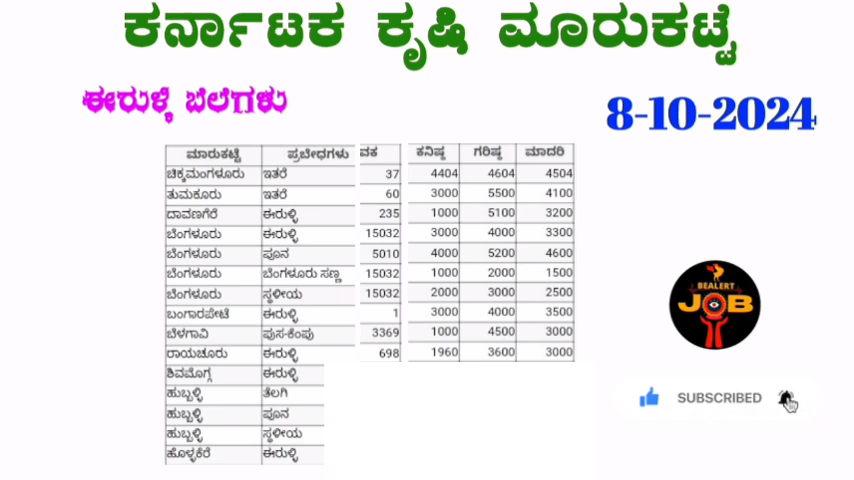 ಕರ್ನಾಟಕ ಕೃಷಿ ಮಾರುಕಟ್ಟೆ
ಈರುಳ್ಳಿ ಬೆಲೆಗಳು
8-10-2024
ಮಾರುಕಟ್ಟೆ ಪ್ರಬೇಧಗಳು ವಕ ಕನಿಷ್ಠ ಗರಿಷ್ಠ ಮಾದರಿ
ಚಿಕ್ಕಮಂಗಳೂರು ಇತರೆ 37 4404 4604 4504
ತುಮಕೂರು ಇತರೆ 60 3000 5500 4100
ದಾವಣಗೆರೆ ಈರುಳ್ಳಿ 235 1000 5100 3200
ಬೆಂಗಳೂರು ಈರುಳ್ಳಿ 15032 3000 4000 3300
ಬೆಂಗಳೂರು ಪೂನ 5010 4000 5200 4600
ಬೆಂಗಳೂರು ಬೆಂಗಳೂರು ಸಣ್ಣ 15032 1000 2000 1500
ಬೆಂಗಳೂರು ಸ್ಥಳೀಯ 15032 2000 3000 2500
ಬಂಗಾರಪೇಟೆ ಈರುಳ್ಳಿ 1 3000 4000 3500
ಬೆಳಗಾವಿ ಪುಸ-ಕೆಂಪು 3369 1000 4500 3000
ರಾಯಚೂರು ಈರುಳ್ಳಿ 698 1960 3600 3000
ಶಿವಮೊಗ್ಗ ಈರುಳ್ಳಿ
ಹುಬ್ಬಳ್ಳಿ ತೆಲಗಿ
ಹುಬ್ಬಳ್ಳಿ ಪೂನ
ಹುಬ್ಬಳ್ಳಿ ಸ್ಥಳೀಯ
ಹೊಳ್ಳಕೆರೆ ಈರುಳ್ಳಿ
BEALERT
JOB
SUBSCRIBED